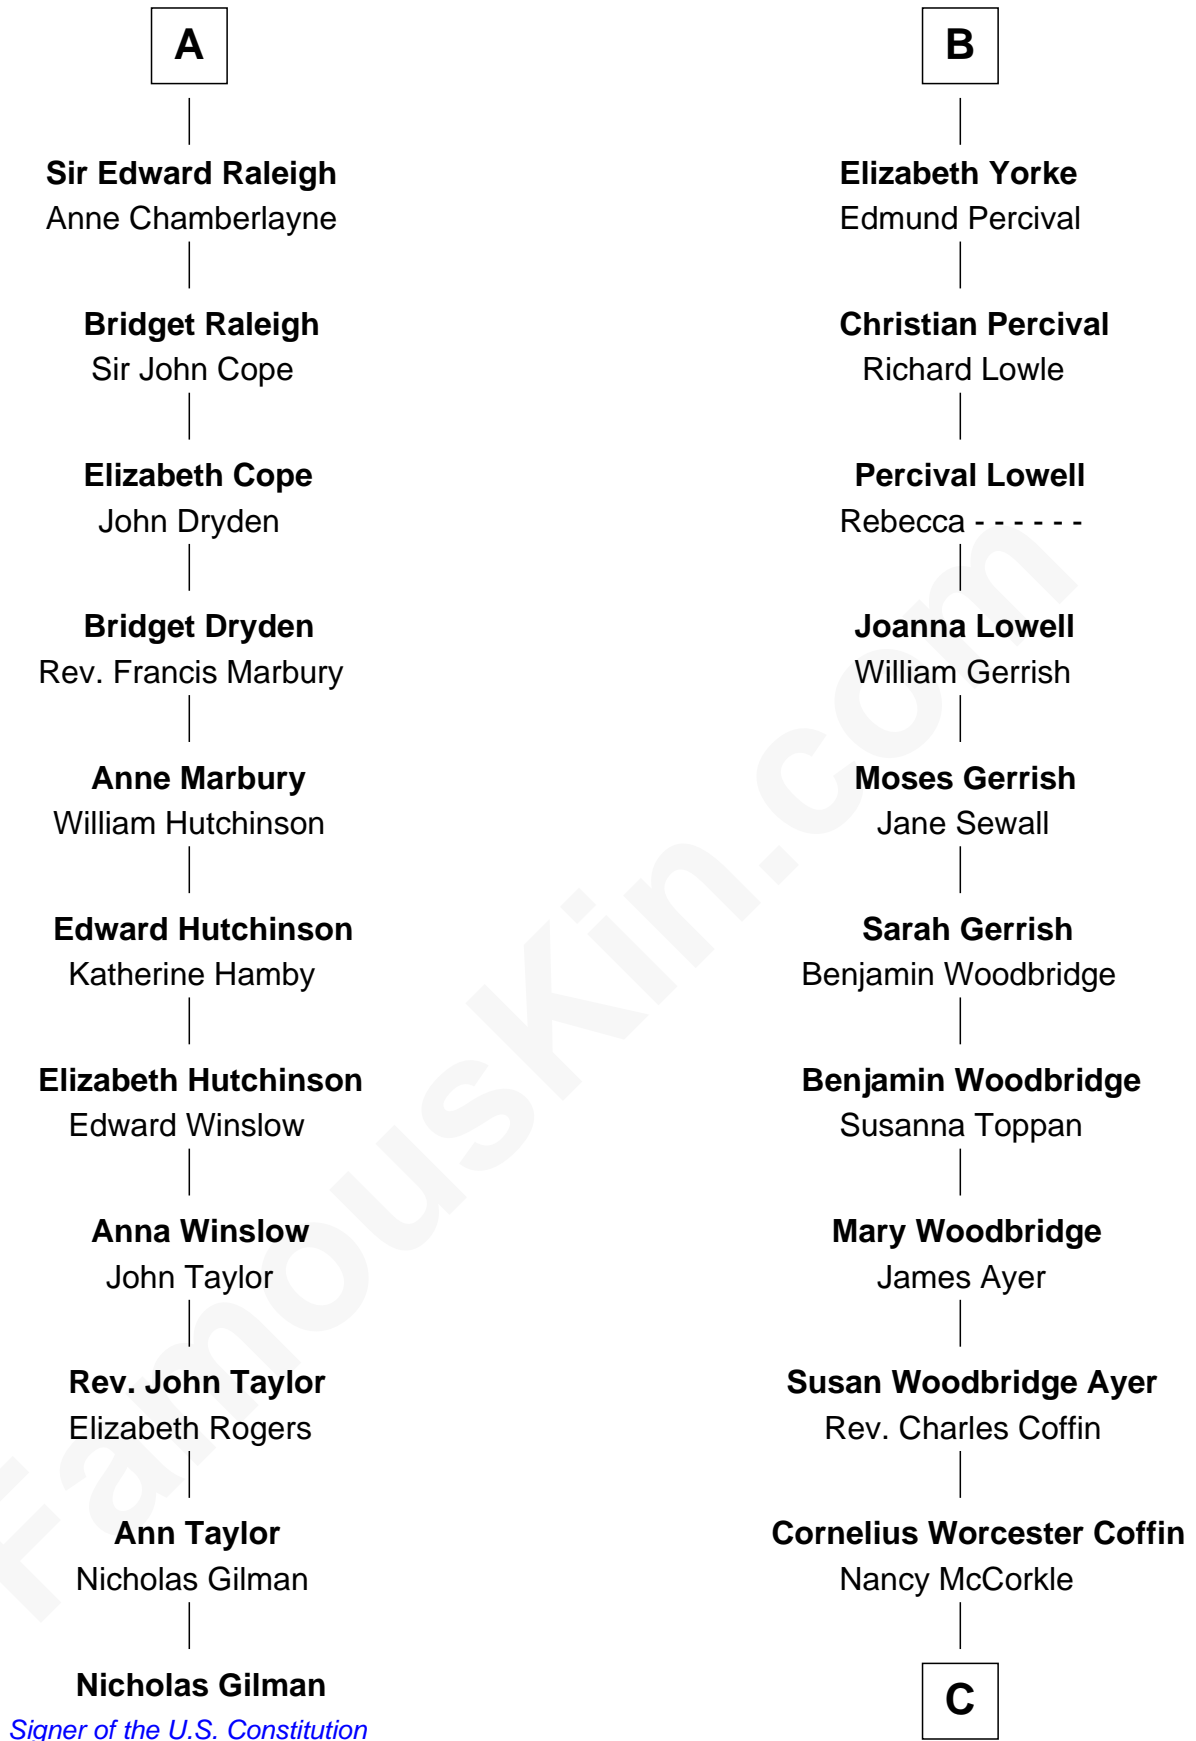 A
Sir Edward Raleigh
Anne Chamberlayne
Bridget Raleigh
Sir John Cope
Elizabeth Cope
John Dryden
Bridget Dryden
Rev. Francis Marbury
Anne Marbury
William Hutchinson
Edward Hutchinson
Katherine Hamby
Elizabeth Hutchinson
Edward Winslow
Anna Winslow
John Taylor
Rev. John Taylor
Elizabeth Rogers
Ann Taylor
Nicholas Gilman
Nicholas Gilman
Signer of the U.S. Constitution
B
Elizabeth Yorke
Edmund Percival
Christian Percival
Richard Lowle
Percival Lowell
Rebecca - - - - - -
Joanna Lowell
William Gerrish
Moses Gerrish
Jane Sewall
Sarah Gerrish
Benjamin Woodbridge
Benjamin Woodbridge
Susanna Toppan
Mary Woodbridge
James Ayer
Susan Woodbridge Ayer
Rev. Charles Coffin
Cornelius Worcester Coffin
Nancy McCorkle
C
FamousKin.com